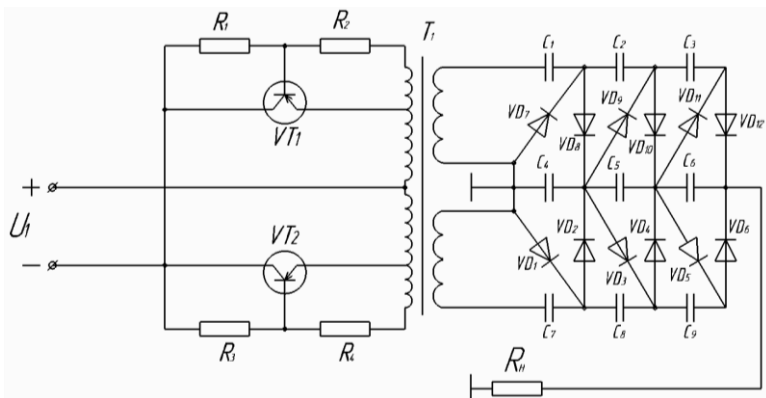 R₁ R₂ T₁ C₁ C₂ C₃
VD₇ VD₉ VD₁₁
VT1 VD₈ VD₁₀ VD₁₂
+ C₄ C₅ C₆
U₁ VT2
− VD₂ VD₄ VD₆
VD₁ VD₃ VD₅
R₃ R₄ C₇ C₈ C₉
Rн